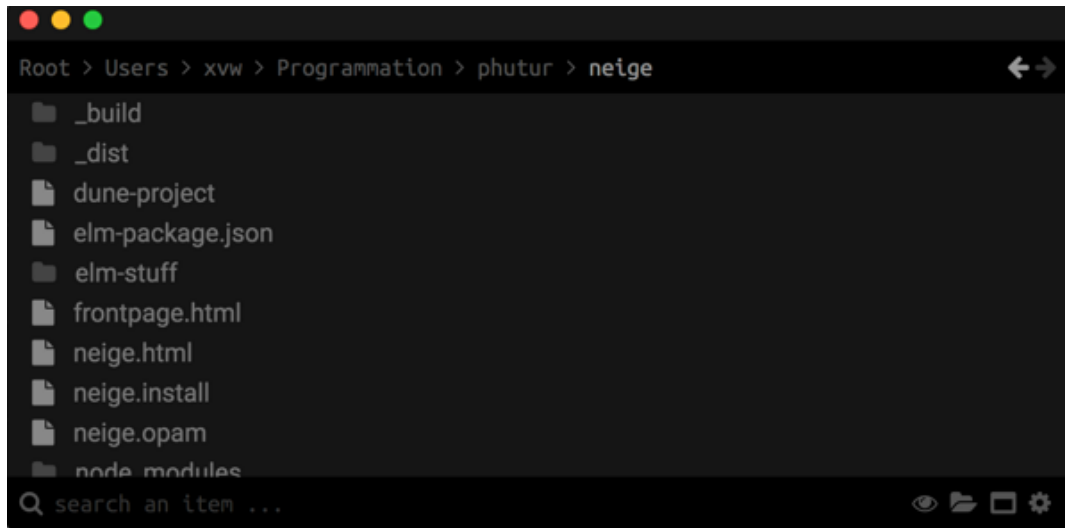 Root > Users > xvw > Programmation > phutur > neige
_build
_dist
dune-project
elm-package.json
elm-stuff
frontpage.html
neige.html
neige.install
neige.opam
node_modules
search an item ...